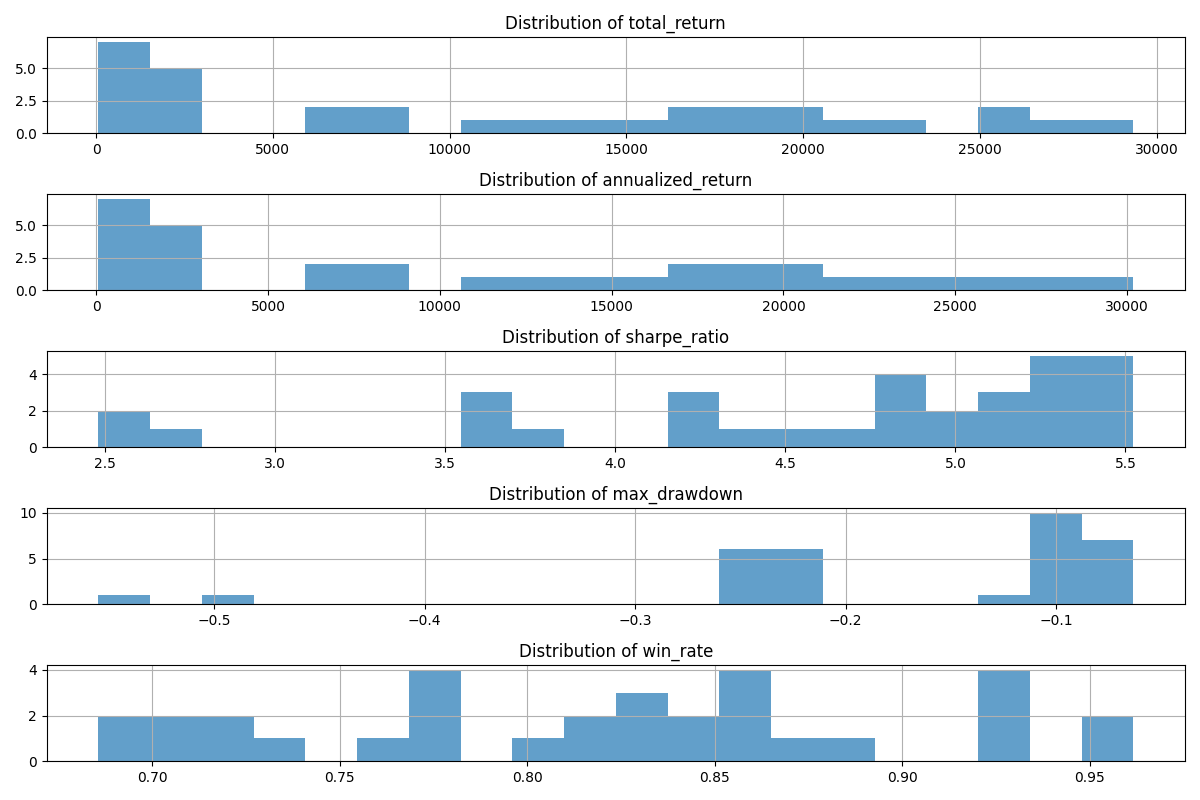 Distribution of total_return
5.0
2.5
0.0
0 5000 10000 15000 20000 25000 30000
Distribution of annualized_return
5.0
2.5
0.0
0 5000 10000 15000 20000 25000 30000
Distribution of sharpe_ratio
4
2
0
2.5 3.0 3.5 4.0 4.5 5.0 5.5
Distribution of max_drawdown
10
5
0
−0.5 −0.4 −0.3 −0.2 −0.1
Distribution of win_rate
4
2
0
0.70 0.75 0.80 0.85 0.90 0.95